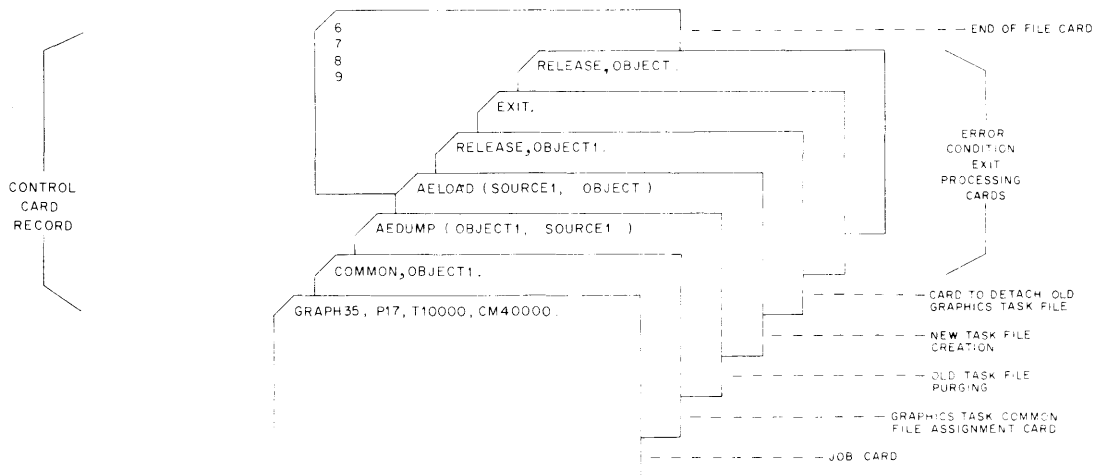 6
7
8
9
END OF FILE CARD
RELEASE,OBJECT.
EXIT.
RELEASE,OBJECT1.
AELOAD (SOURCE1, OBJECT)
AEDUMP (OBJECT1, SOURCE1 )
COMMON,OBJECT1.
GRAPH35, P17, T10000, CM40000.
CONTROL
CARD
RECORD
ERROR
CONDITION
EXIT
PROCESSING
CARDS
CARD TO DETACH OLD
GRAPHICS TASK FILE
NEW TASK FILE
CREATION
OLD TASK FILE
PURGING
GRAPHICS TASK COMMON
FILE ASSIGNMENT CARD
JOB CARD